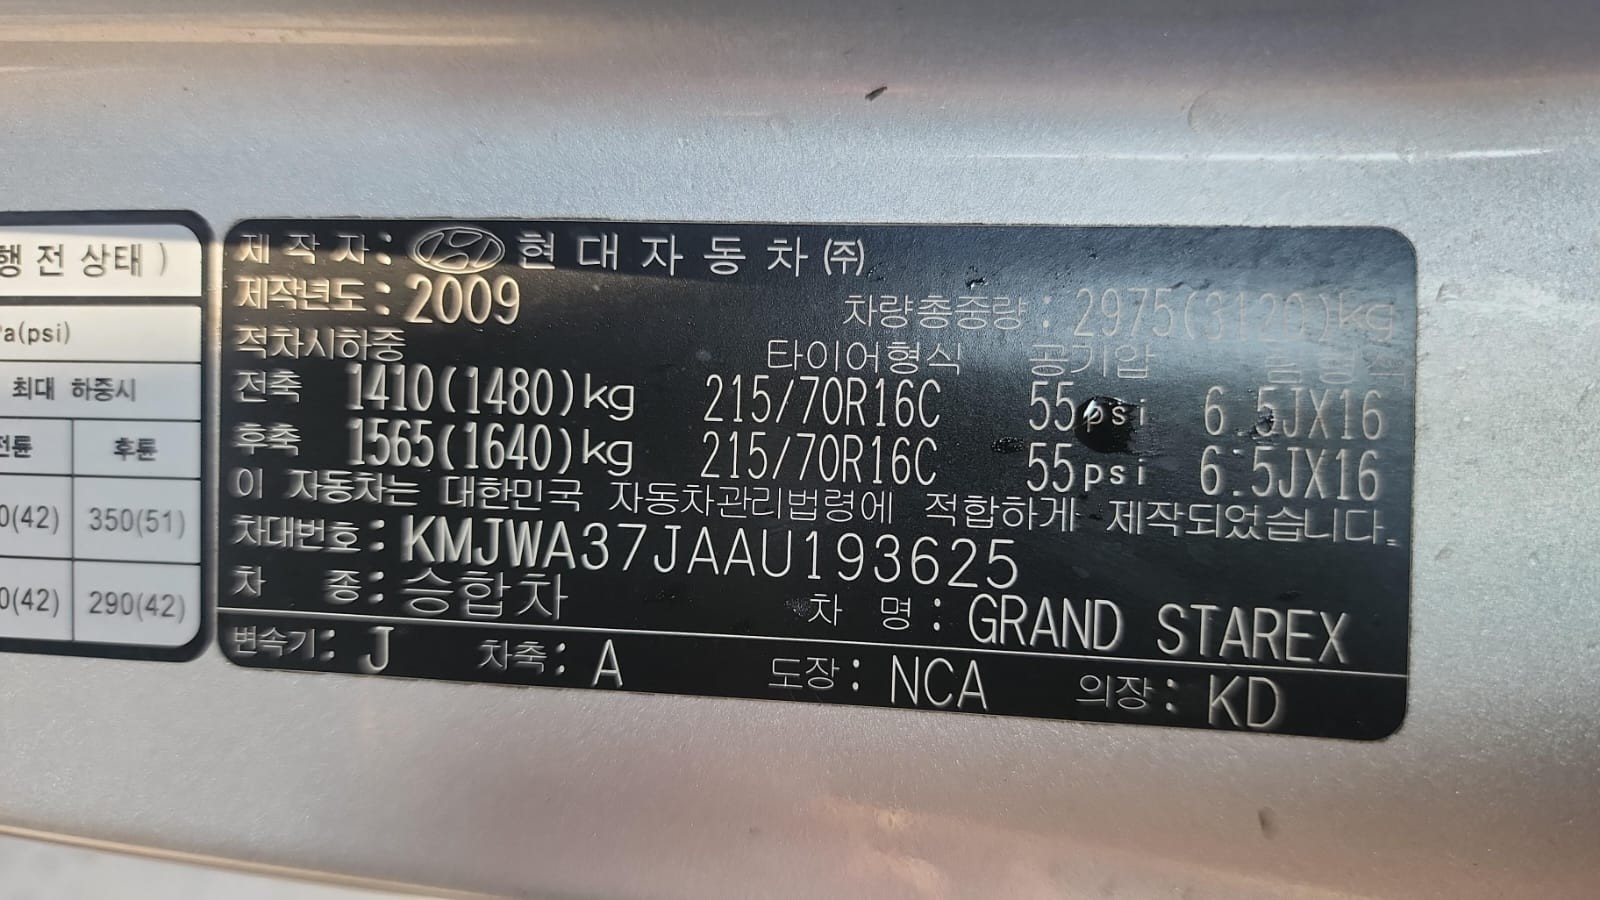 행 전 상태 )
a(psi)
최대 하중시
전륜 후륜
0(42) 350(51)
0(42) 290(42)
제 작 자 : 현 대 자 동 차 ㈜
제작년도 : 2009
차량총중량 : 2975(3120)kg
적차시하중 타이어형식 공기압 림형식
전축 1410(1480)kg 215/70R16C 55psi 6.5JX16
후축 1565(1640)kg 215/70R16C 55psi 6.5JX16
이 자동차는 대한민국 자동차관리법령에 적합하게 제작되었습니다.
차대번호 : KMJWA37JAAU193625
차 종 : 승합차 차 명 : GRAND STAREX
변속기 : J 차축 : A 도장 : NCA 의장 : KD